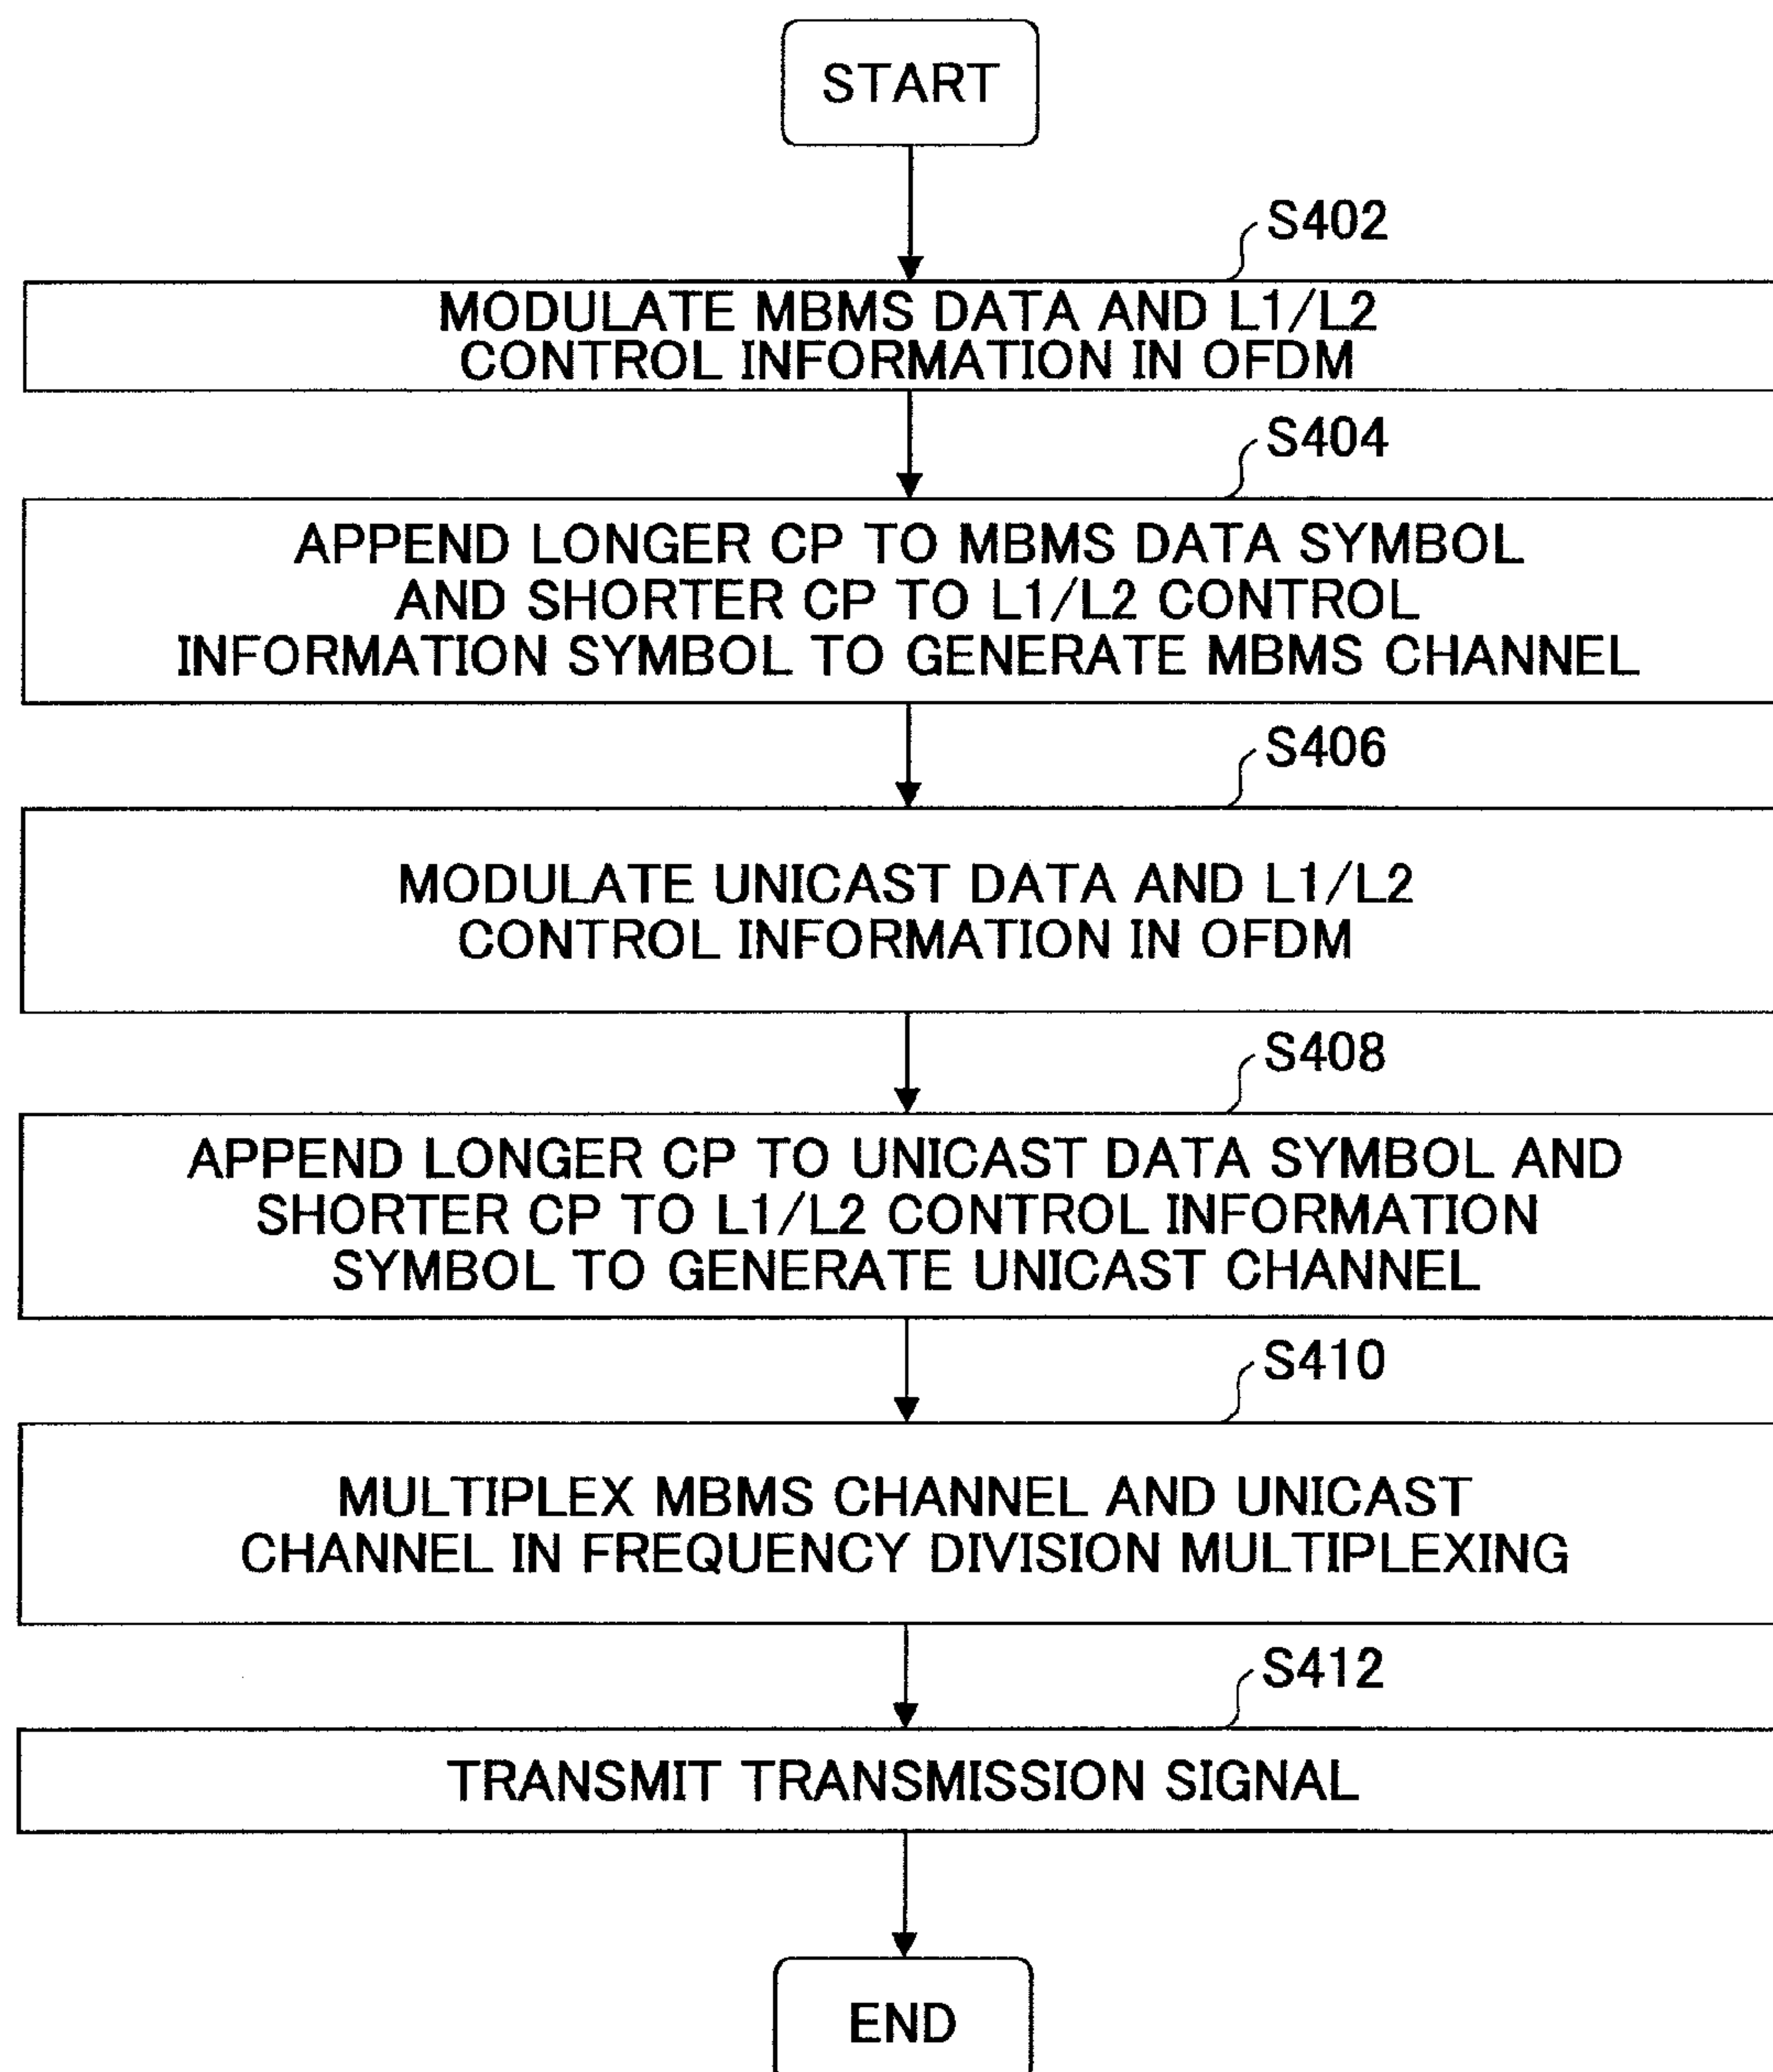 START
S402
MODULATE MBMS DATA AND L1/L2
CONTROL INFORMATION IN OFDM
S404
APPEND LONGER CP TO MBMS DATA SYMBOL
AND SHORTER CP TO L1/L2 CONTROL
INFORMATION SYMBOL TO GENERATE MBMS CHANNEL
S406
MODULATE UNICAST DATA AND L1/L2
CONTROL INFORMATION IN OFDM
S408
APPEND LONGER CP TO UNICAST DATA SYMBOL AND
SHORTER CP TO L1/L2 CONTROL INFORMATION
SYMBOL TO GENERATE UNICAST CHANNEL
S410
MULTIPLEX MBMS CHANNEL AND UNICAST
CHANNEL IN FREQUENCY DIVISION MULTIPLEXING
S412
TRANSMIT TRANSMISSION SIGNAL
END